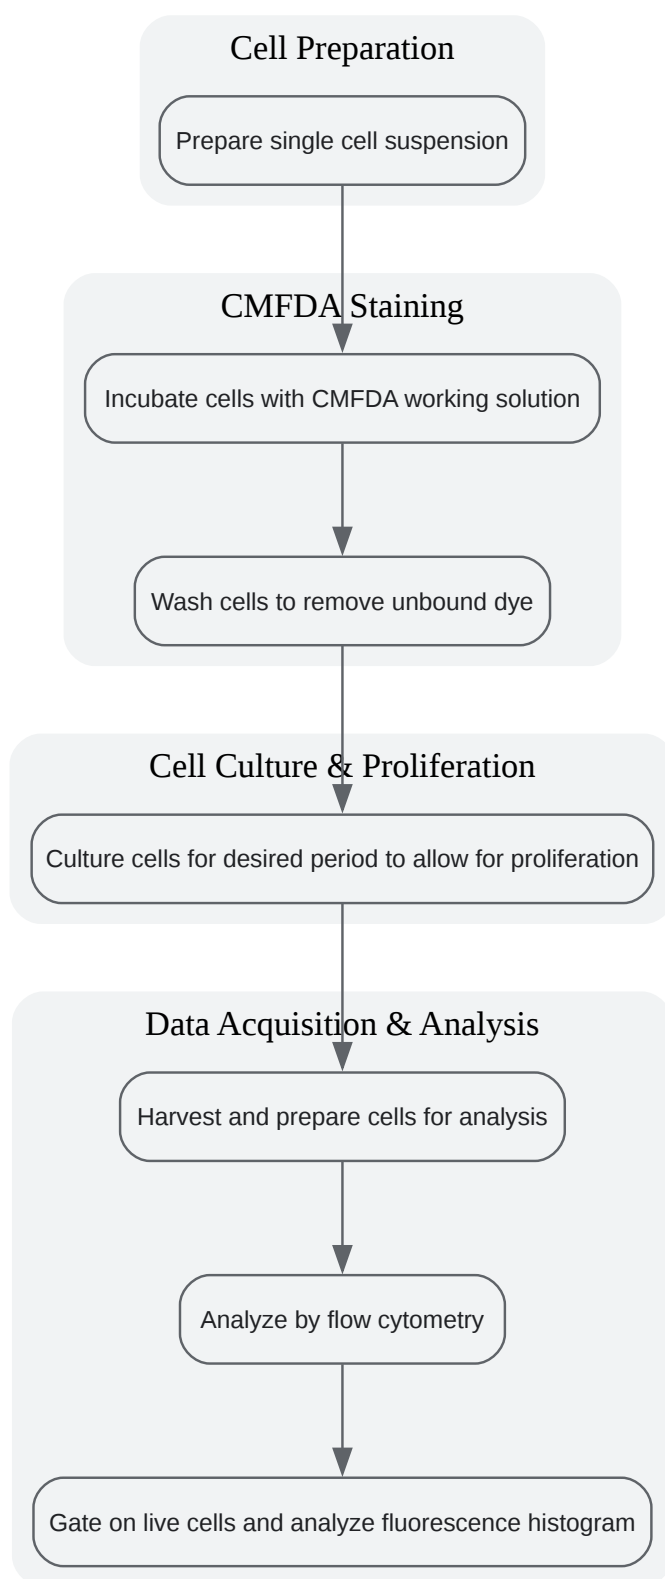 Cell Preparation
Prepare single cell suspension
CMFDA Staining
Incubate cells with CMFDA working solution
Wash cells to remove unbound dye
Cell Culture & Proliferation
Culture cells for desired period to allow for proliferation
Data Acquisition & Analysis
Harvest and prepare cells for analysis
Analyze by flow cytometry
Gate on live cells and analyze fluorescence histogram